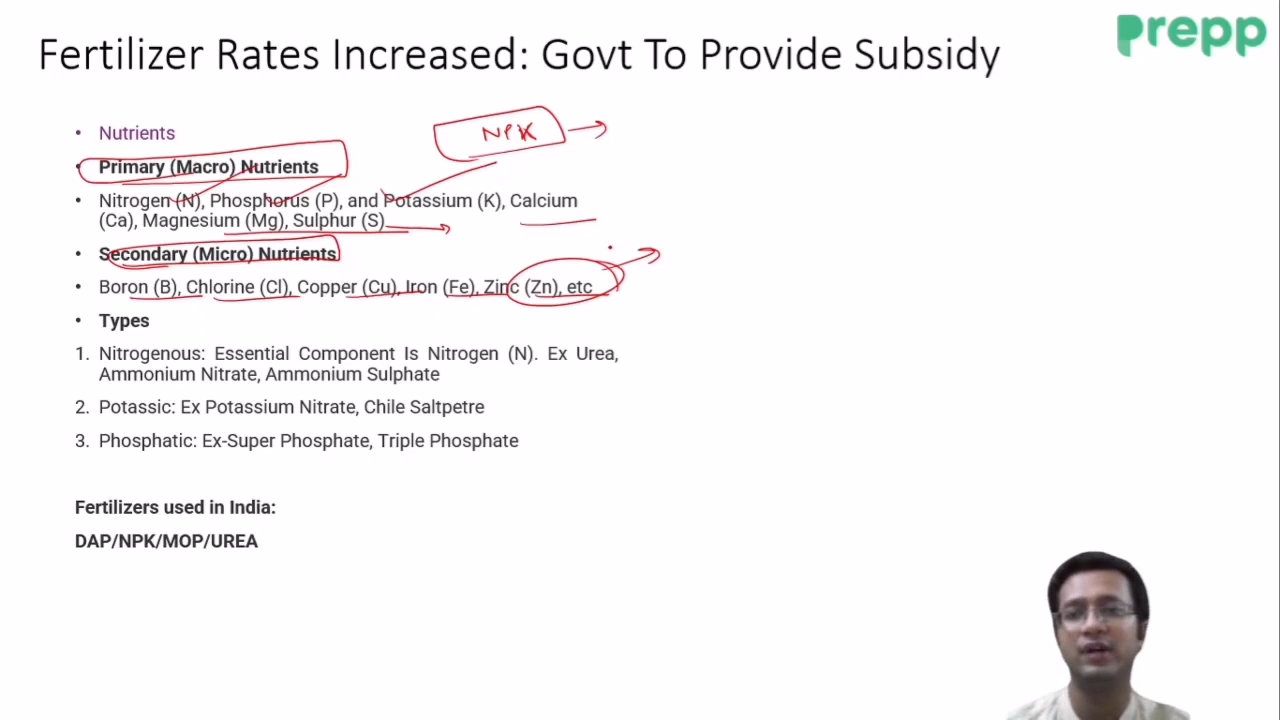 prepp
Fertilizer Rates Increased: Govt To Provide Subsidy
• Nutrients
NPK
• Primary (Macro) Nutrients
• Nitrogen (N), Phosphorus (P), and Potassium (K), Calcium
(Ca), Magnesium (Mg), Sulphur (S)
• Secondary (Micro) Nutrients
• Boron (B), Chlorine (Cl), Copper (Cu), Iron (Fe), Zinc (Zn), etc
• Types
1. Nitrogenous: Essential Component Is Nitrogen (N). Ex Urea,
Ammonium Nitrate, Ammonium Sulphate
2. Potassic: Ex Potassium Nitrate, Chile Saltpetre
3. Phosphatic: Ex-Super Phosphate, Triple Phosphate
Fertilizers used in India:
DAP/NPK/MOP/UREA